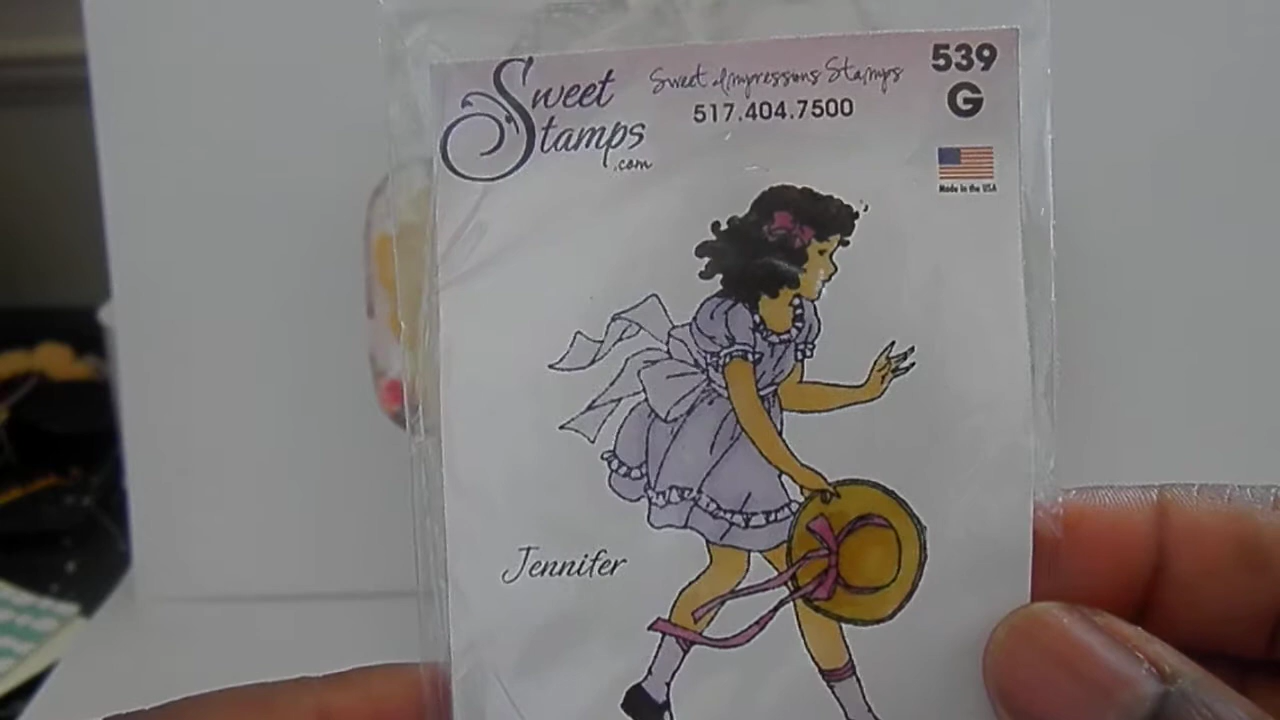 Sweet
Stamps
.com
Sweet Impressions Stamps
517.404.7500
539
G
Made in the USA
Jennifer